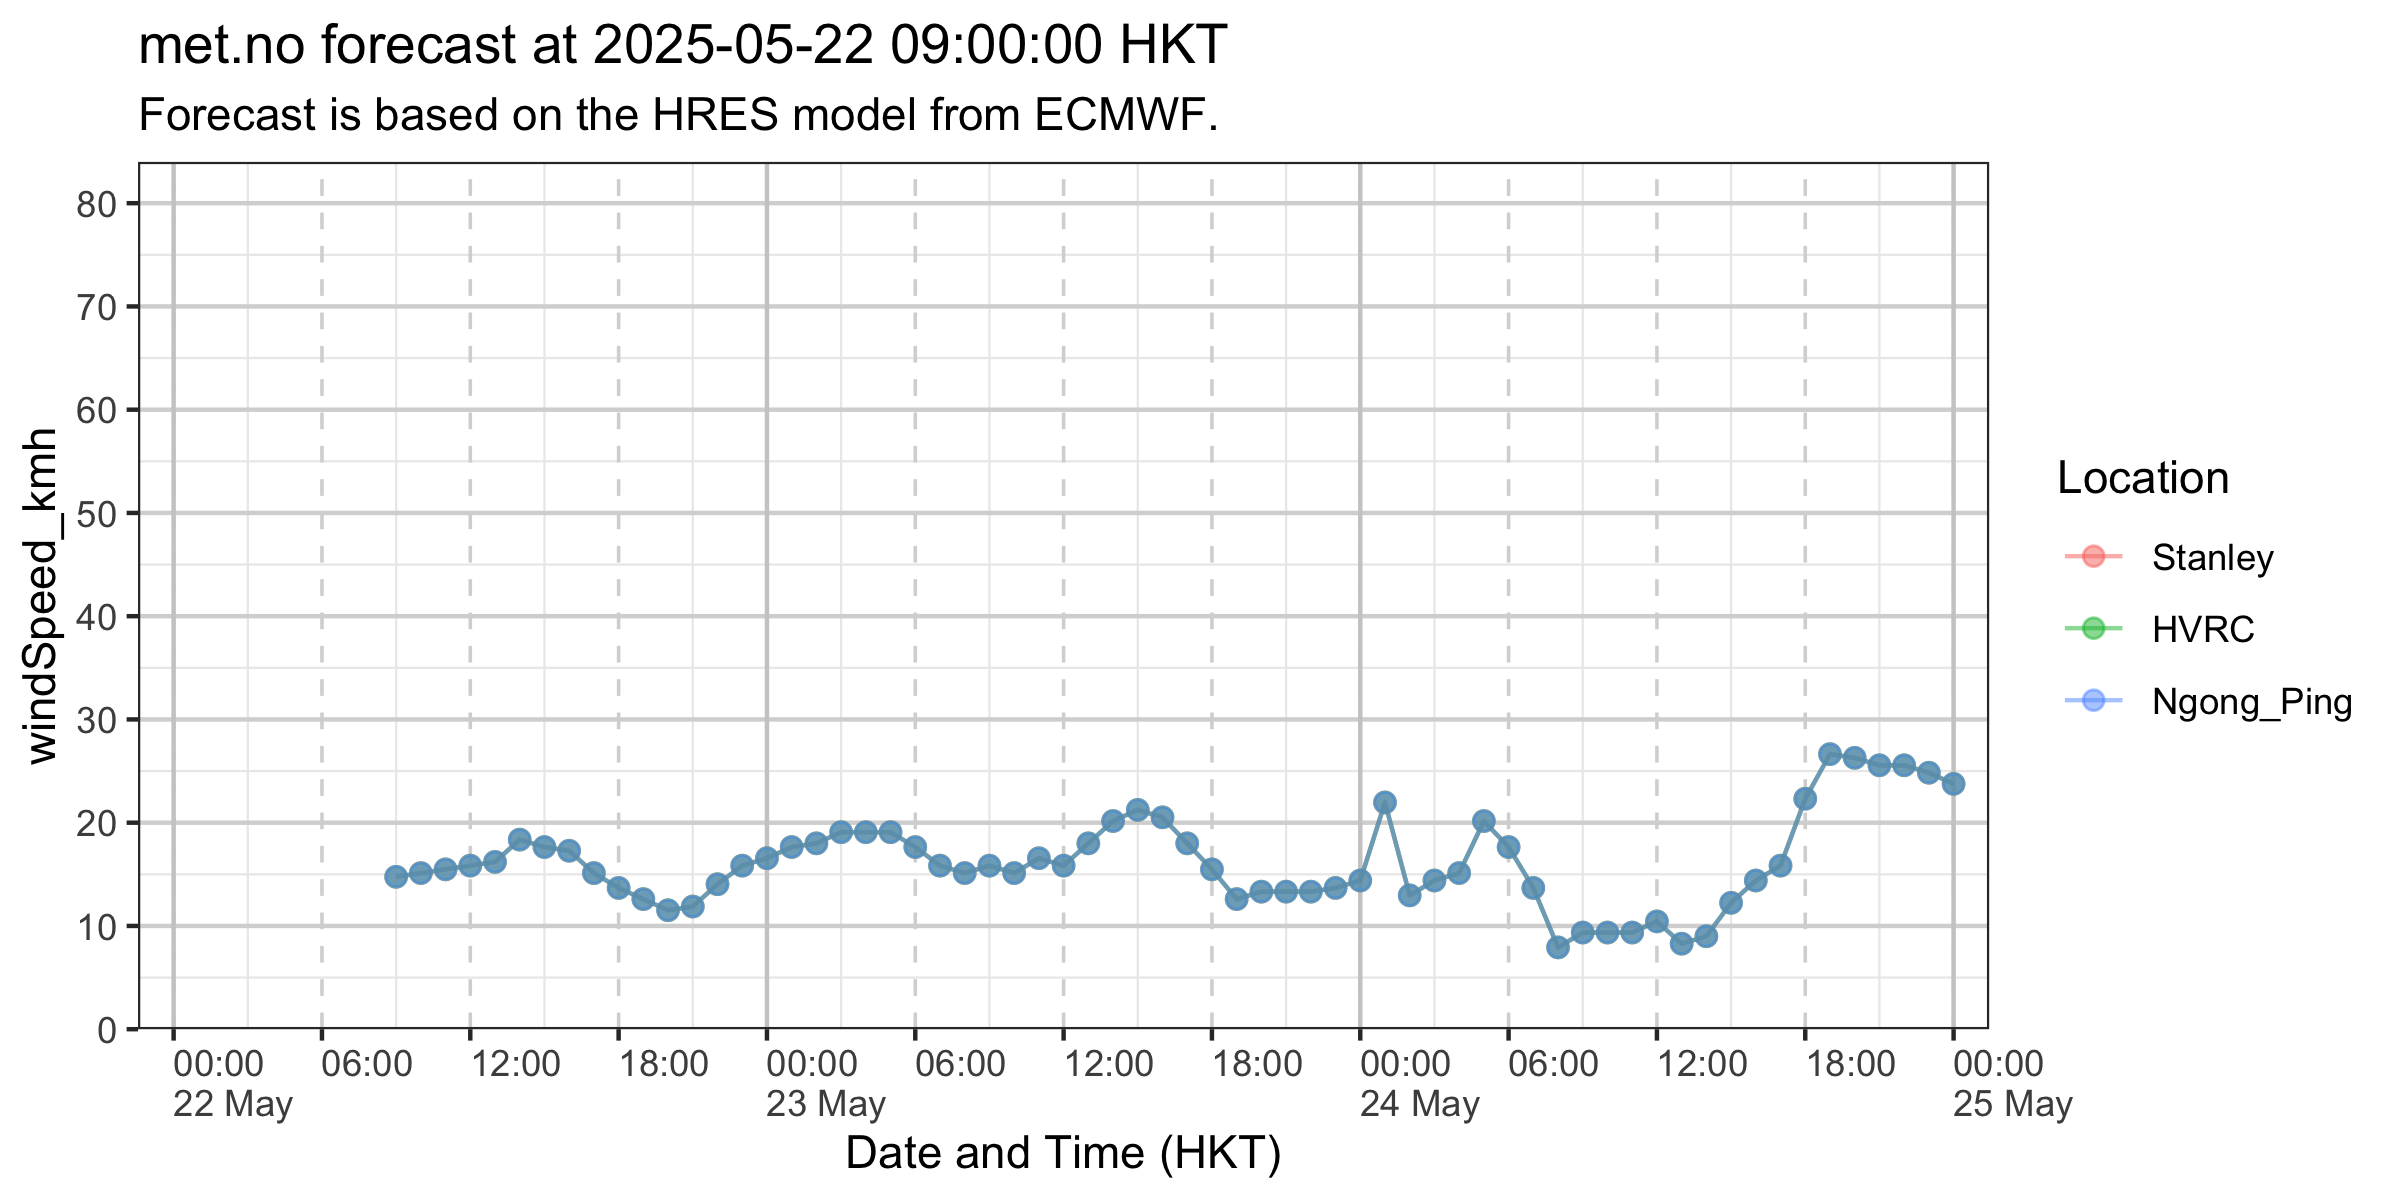 met.no forecast at 2025-05-22 09:00:00 HKT
Forecast is based on the HRES model from ECMWF.
windSpeed_kmh
80
70
60
50
40
30
20
10
0
00:00 06:00 12:00 18:00 00:00 06:00 12:00 18:00 00:00 06:00 12:00 18:00 00:00
22 May 23 May 24 May 25 May
Date and Time (HKT)
Location
Stanley
HVRC
Ngong_Ping